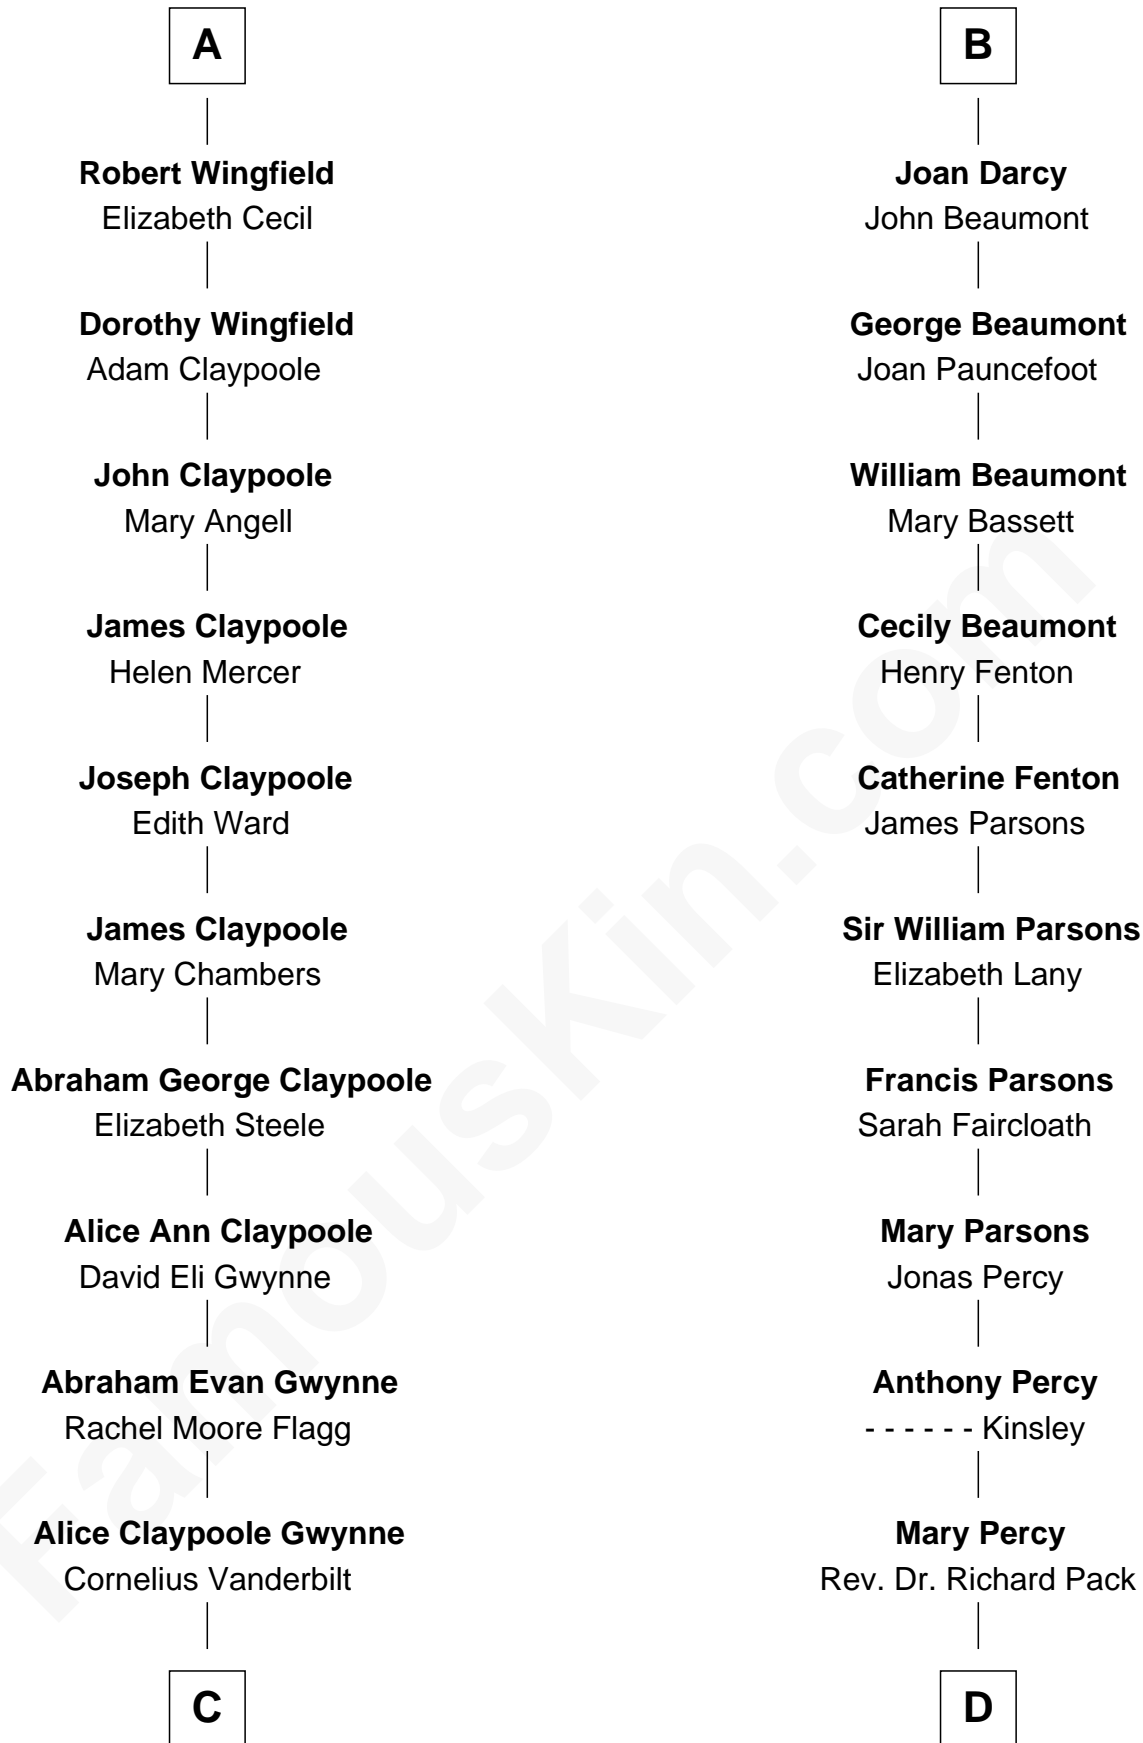 A
Robert Wingfield
Elizabeth Cecil
Dorothy Wingfield
Adam Claypoole
John Claypoole
Mary Angell
James Claypoole
Helen Mercer
Joseph Claypoole
Edith Ward
James Claypoole
Mary Chambers
Abraham George Claypoole
Elizabeth Steele
Alice Ann Claypoole
David Eli Gwynne
Abraham Evan Gwynne
Rachel Moore Flagg
Alice Claypoole Gwynne
Cornelius Vanderbilt
C
B
Joan Darcy
John Beaumont
George Beaumont
Joan Pauncefoot
William Beaumont
Mary Bassett
Cecily Beaumont
Henry Fenton
Catherine Fenton
James Parsons
Sir William Parsons
Elizabeth Lany
Francis Parsons
Sarah Faircloath
Mary Parsons
Jonas Percy
Anthony Percy
- - - - - - Kinsley
Mary Percy
Rev. Dr. Richard Pack
D
FamousKin.com